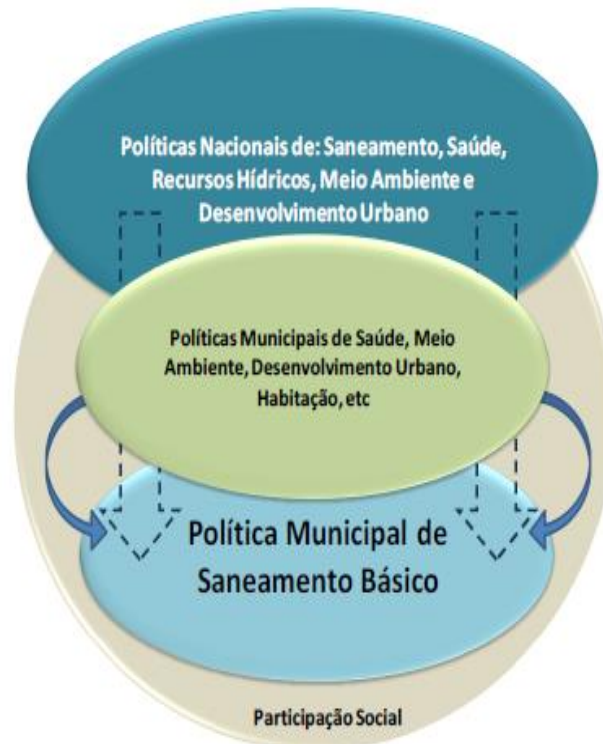 Políticas Nacionais de: Saneamento, Saúde,
Recursos Hídricos, Meio Ambiente e
Desenvolvimento Urbano
Políticas Municipais de Saúde, Meio
Ambiente, Desenvolvimento Urbano,
Habitação, etc
Política Municipal de
Saneamento Básico
Participação Social